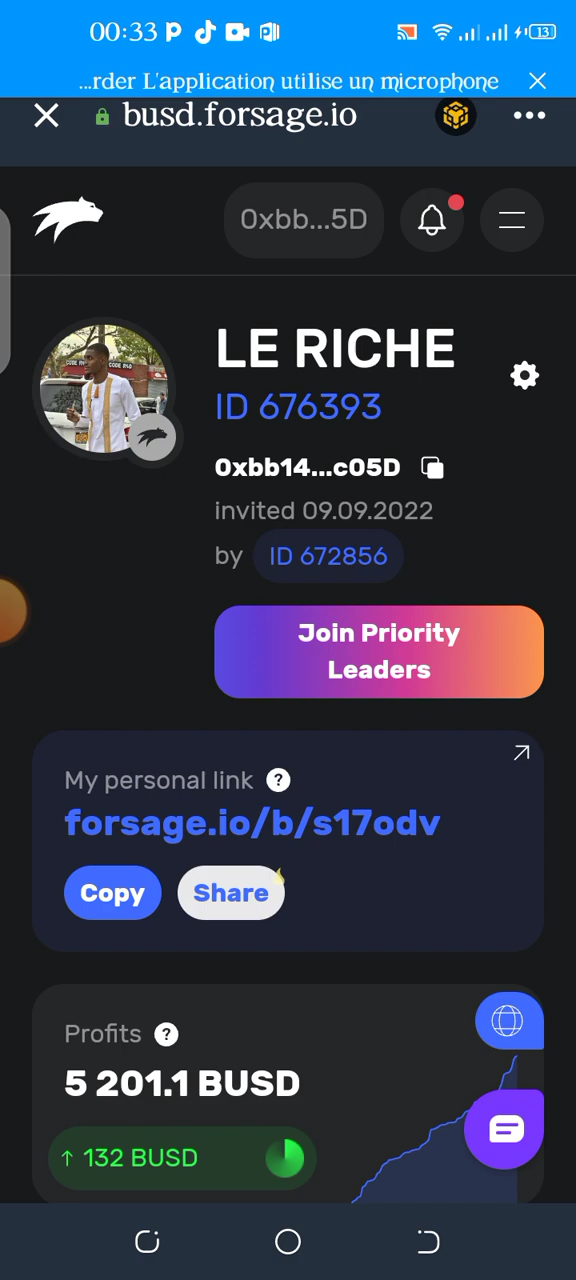 00:33
13
...rder L'application utilise un microphone
busd.forsage.io
0xbb...5D
LE RICHE
ID 676393
0xbb14...c05D
invited 09.09.2022
by ID 672856
Join Priority
Leaders
My personal link ?
forsage.io/b/s17odv
Copy Share
Profits ?
5 201.1 BUSD
↑ 132 BUSD